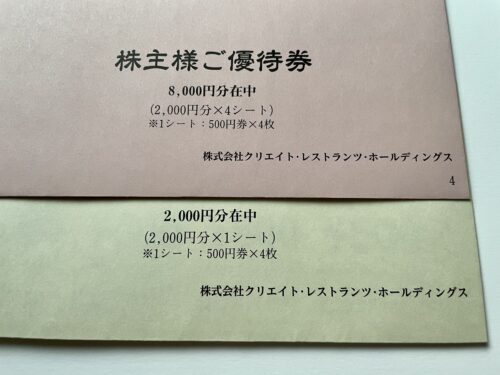 株主様ご優待券
8,000円分在中
(2,000円分×4シート)
※1シート：500円券×4枚
株式会社クリエイト・レストランツ・ホールディングス
4
2,000円分在中
(2,000円分×1シート)
※1シート：500円券×4枚
株式会社クリエイト・レストランツ・ホールディングス